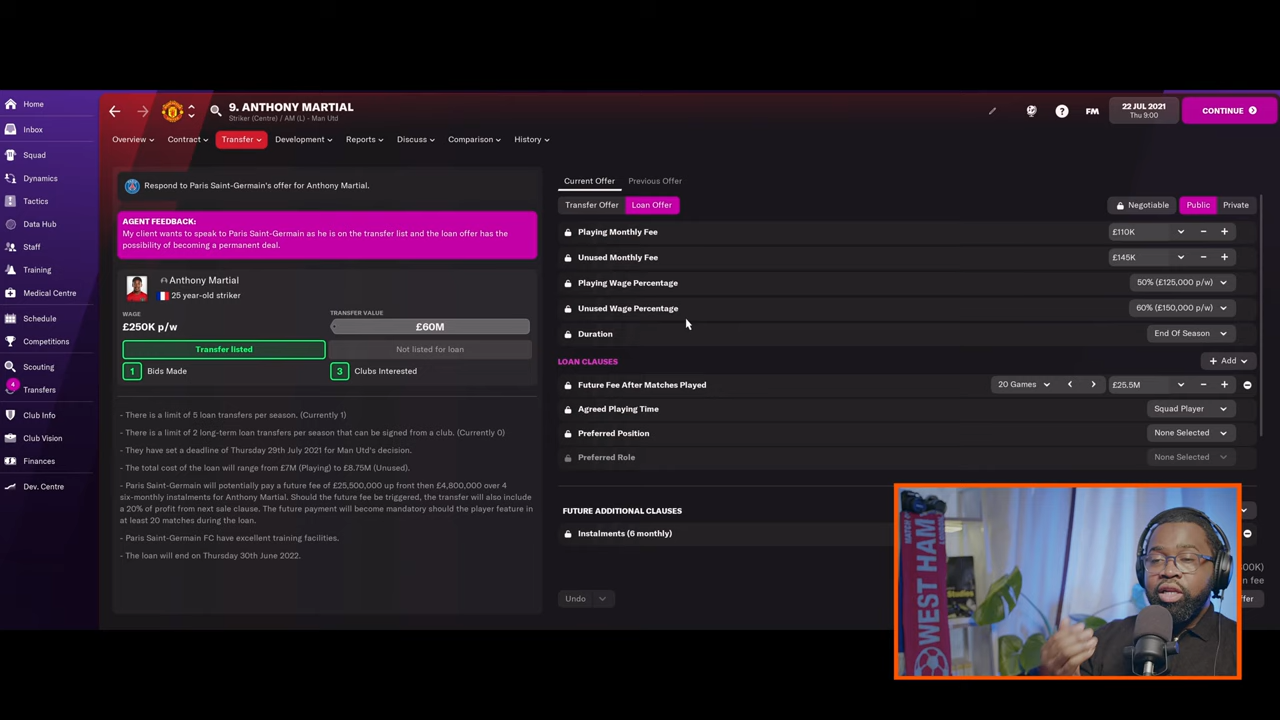 9. ANTHONY MARTIAL
Striker (Centre) / AM (L) - Man Utd
22 JUL 2021
Thu 9:00
FM
CONTINUE
Home
Inbox
Squad
Dynamics
Tactics
Data Hub
Staff
Training
Medical Centre
Schedule
Competitions
Scouting
4
Transfers
Club Info
Club Vision
Finances
Dev. Centre
Overview
Contract
Transfer
Development
Reports
Discuss
Comparison
History
Respond to Paris Saint-Germain's offer for Anthony Martial.
AGENT FEEDBACK:
My client wants to speak to Paris Saint-Germain as he is on the transfer list and the loan offer has the
possibility of becoming a permanent deal.
Anthony Martial
25 year-old striker
WAGE
£250K p/w
TRANSFER VALUE
£60M
Transfer listed
Not listed for loan
1 Bids Made
3 Clubs Interested
- There is a limit of 5 loan transfers per season. (Currently 1)
- There is a limit of 2 long-term loan transfers per season that can be signed from a club. (Currently 0)
- They have set a deadline of Thursday 29th July 2021 for Man Utd's decision.
- The total cost of the loan will range from £7M (Playing) to £8.75M (Unused).
- Paris Saint-Germain will potentially pay a future fee of £25,500,000 up front then £4,800,000 over 4
six-monthly instalments for Anthony Martial. Should the future fee be triggered, the transfer will also include
a 20% of profit from next sale clause. The future payment will become mandatory should the player feature in
at least 20 matches during the loan.
- Paris Saint-Germain FC have excellent training facilities.
- The loan will end on Thursday 30th June 2022.
Current Offer
Previous Offer
Transfer Offer
Loan Offer
Negotiable
Public
Private
Playing Monthly Fee £110K
Unused Monthly Fee £145K
Playing Wage Percentage 50% (£125,000 p/w)
Unused Wage Percentage 60% (£150,000 p/w)
Duration End Of Season
LOAN CLAUSES
Add
Future Fee After Matches Played 20 Games £25.5M
Agreed Playing Time Squad Player
Preferred Position None Selected
Preferred Role None Selected
FUTURE ADDITIONAL CLAUSES
Instalments (6 monthly)
Undo
WEST HAM